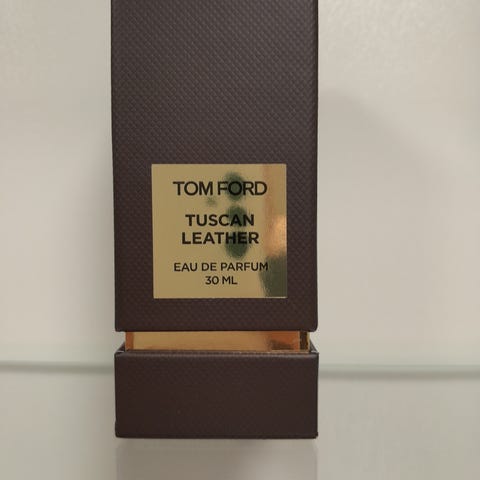 TOM FORD
TUSCAN
LEATHER
EAU DE PARFUM
30 ML